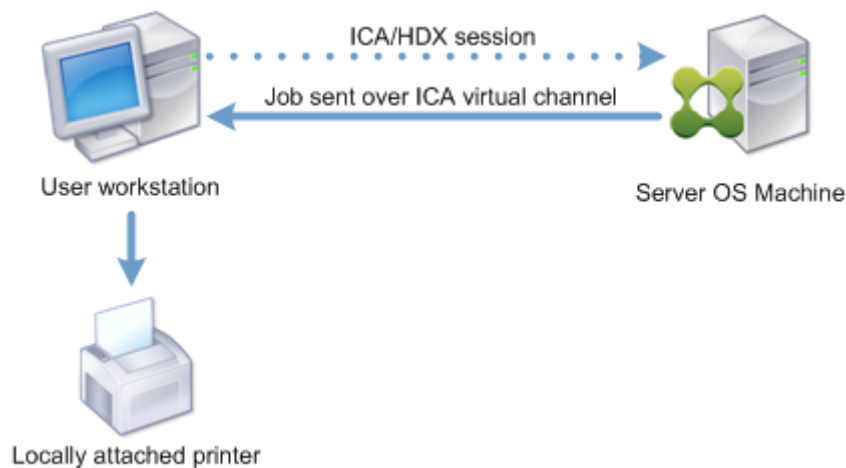 ICA/HDX session
Job sent over ICA virtual channel
User workstation
Server OS Machine
Locally attached printer